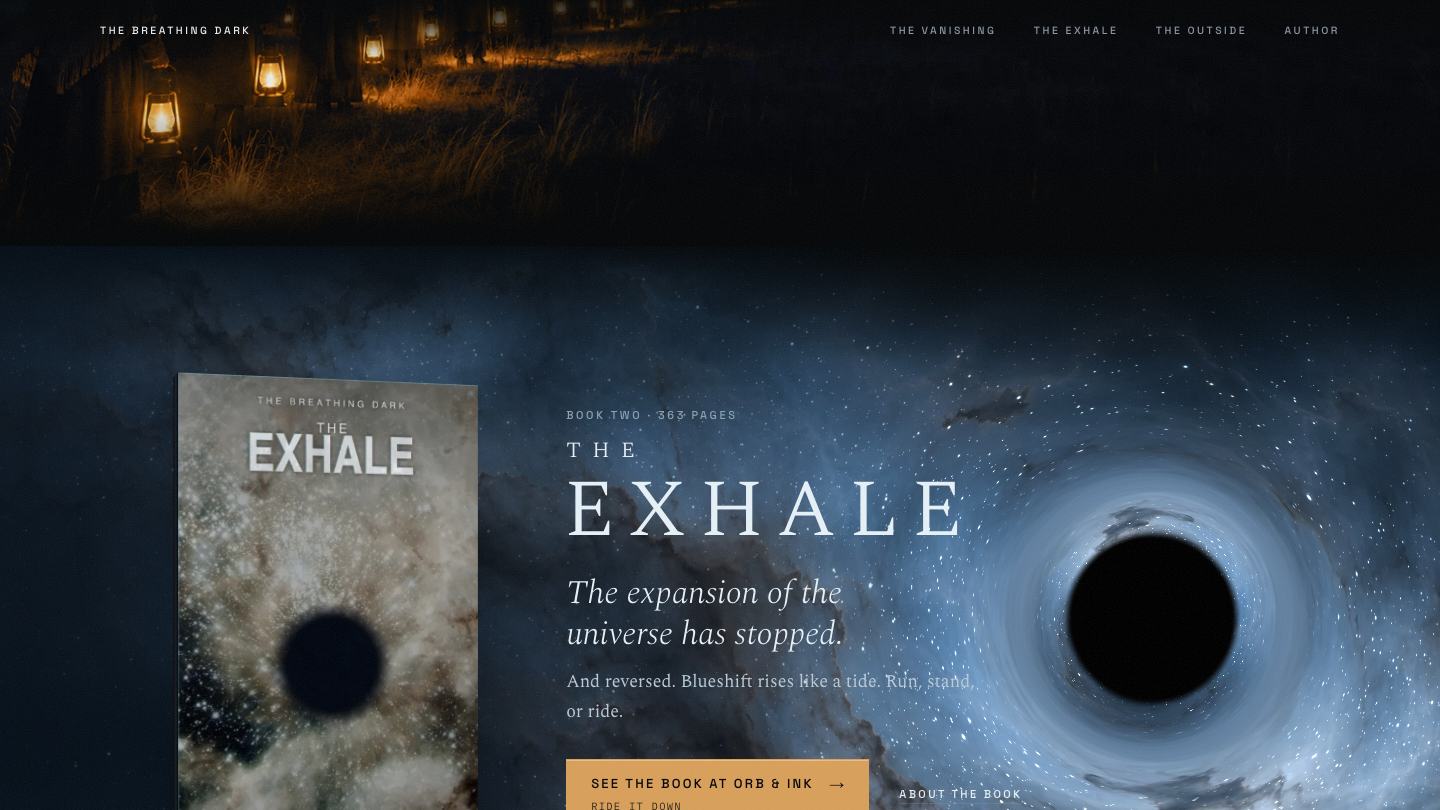 THE BREATHING DARK
THE VANISHING
THE EXHALE
THE OUTSIDE
AUTHOR
THE BREATHING DARK
THE
EXHALE
BOOK TWO · 363 PAGES
THE
EXHALE
The expansion of the
universe has stopped.
And reversed. Blueshift rises like a tide. Run, stand,
or ride.
SEE THE BOOK AT ORB & INK →
RIDE IT DOWN
ABOUT THE BOOK